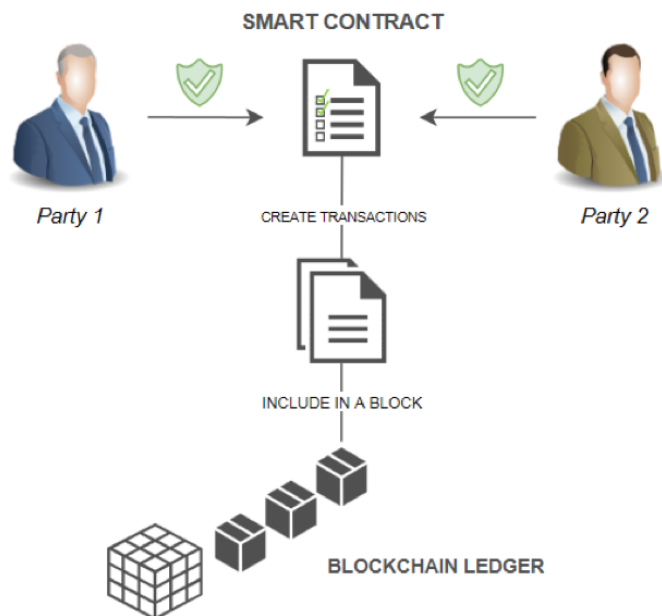 SMART CONTRACT
Party 1
Party 2
CREATE TRANSACTIONS
INCLUDE IN A BLOCK
BLOCKCHAIN LEDGER